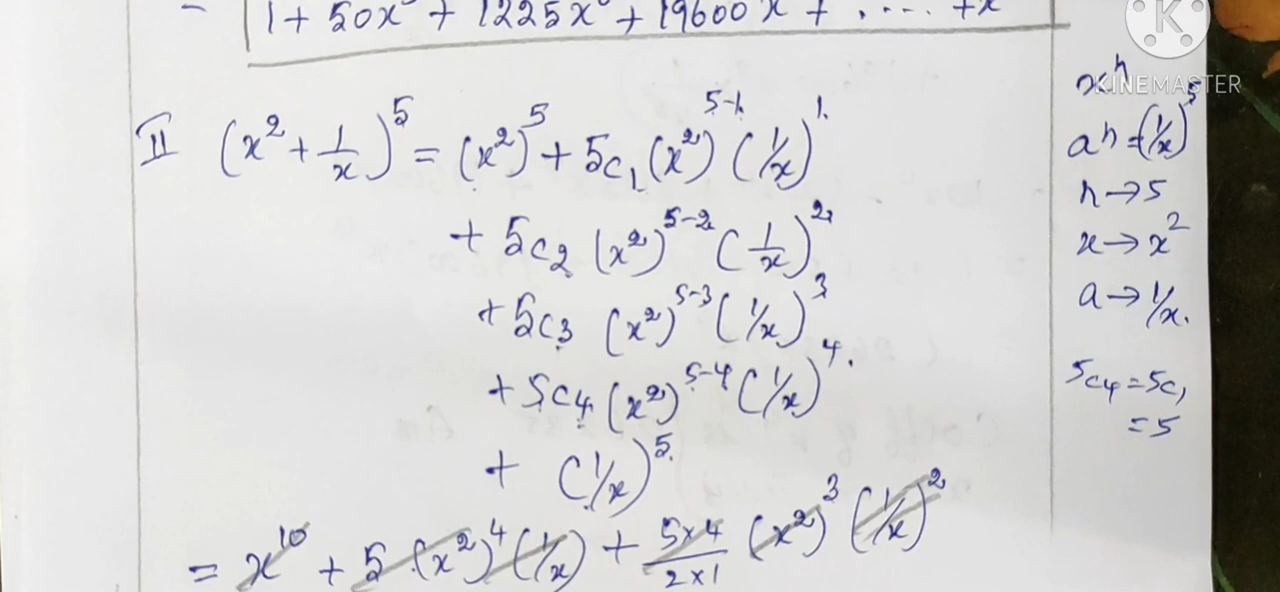 1 + 50x + 1225x + 19600x + . . . . + x
K
KINEMASTER
II (x² + 1/x)⁵ = (x²)⁵ + 5c₁ (x²)⁵⁻¹ (1/x)¹
+ 5c₂ (x²)⁵⁻² (1/x)²
+ 5c₃ (x²)⁵⁻³ (1/x)³
+ 5c₄ (x²)⁵⁻⁴ (1/x)⁴
+ (1/x)⁵
= x¹⁰ + 5 (x²)⁴ (1/x) + 5×4/2×1 (x²)³ (1/x)²
xⁿ
aⁿ = (1/x)⁵
n → 5
x → x²
a → 1/x.
5c₄ = 5c₁
= 5